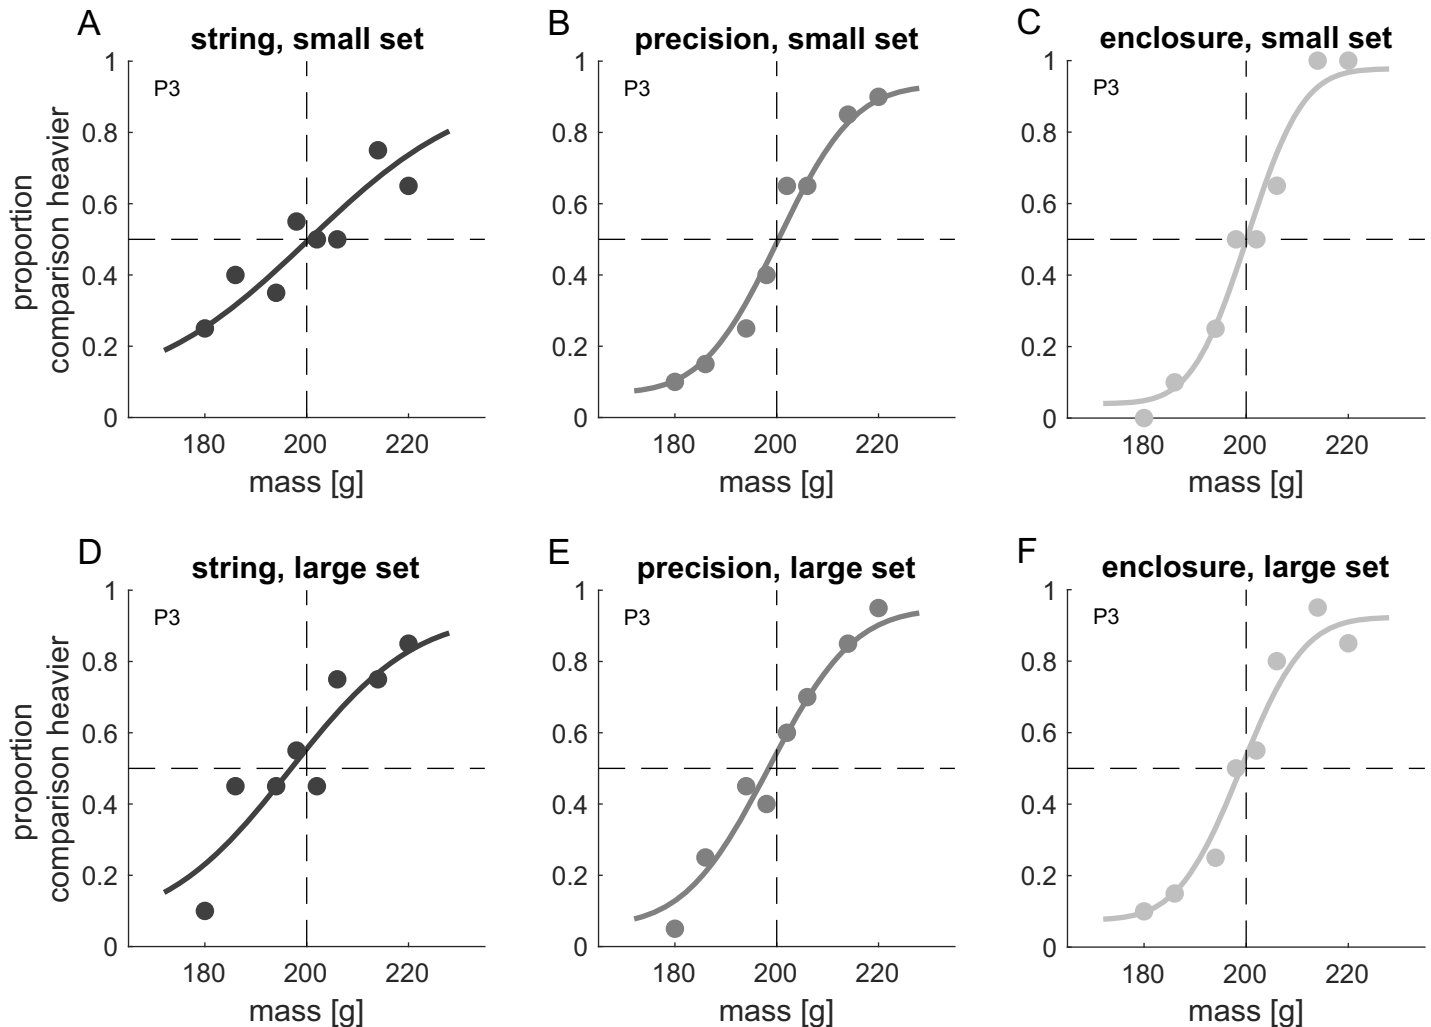 A
string, small set
P3
proportion
comparison heavier
1
0.8
0.6
0.4
0.2
0
180
200
220
mass [g]
B
precision, small set
P3
1
0.8
0.6
0.4
0.2
0
180
200
220
mass [g]
C
enclosure, small set
P3
1
0.8
0.6
0.4
0.2
0
180
200
220
mass [g]
D
string, large set
P3
proportion
comparison heavier
1
0.8
0.6
0.4
0.2
0
180
200
220
mass [g]
E
precision, large set
P3
1
0.8
0.6
0.4
0.2
0
180
200
220
mass [g]
F
enclosure, large set
P3
1
0.8
0.6
0.4
0.2
0
180
200
220
mass [g]